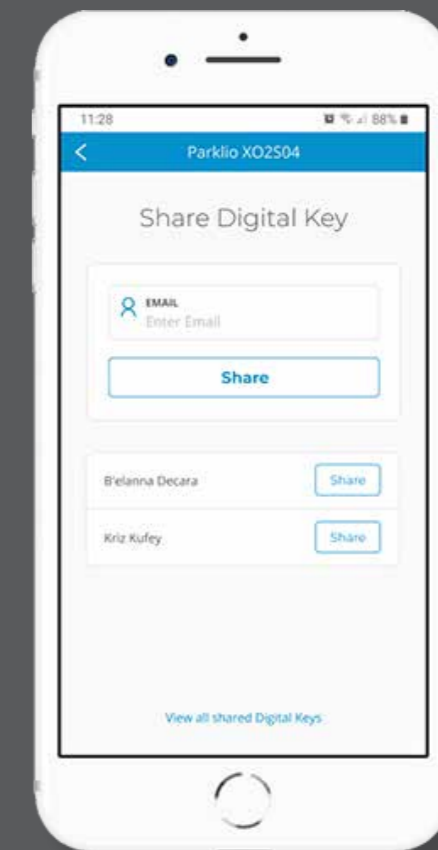 11:28 88%
Parklio XO2S04
Share Digital Key
EMAIL
Enter Email
Share
B'elanna Decara Share
Kriz Kufey Share
View all shared Digital Keys